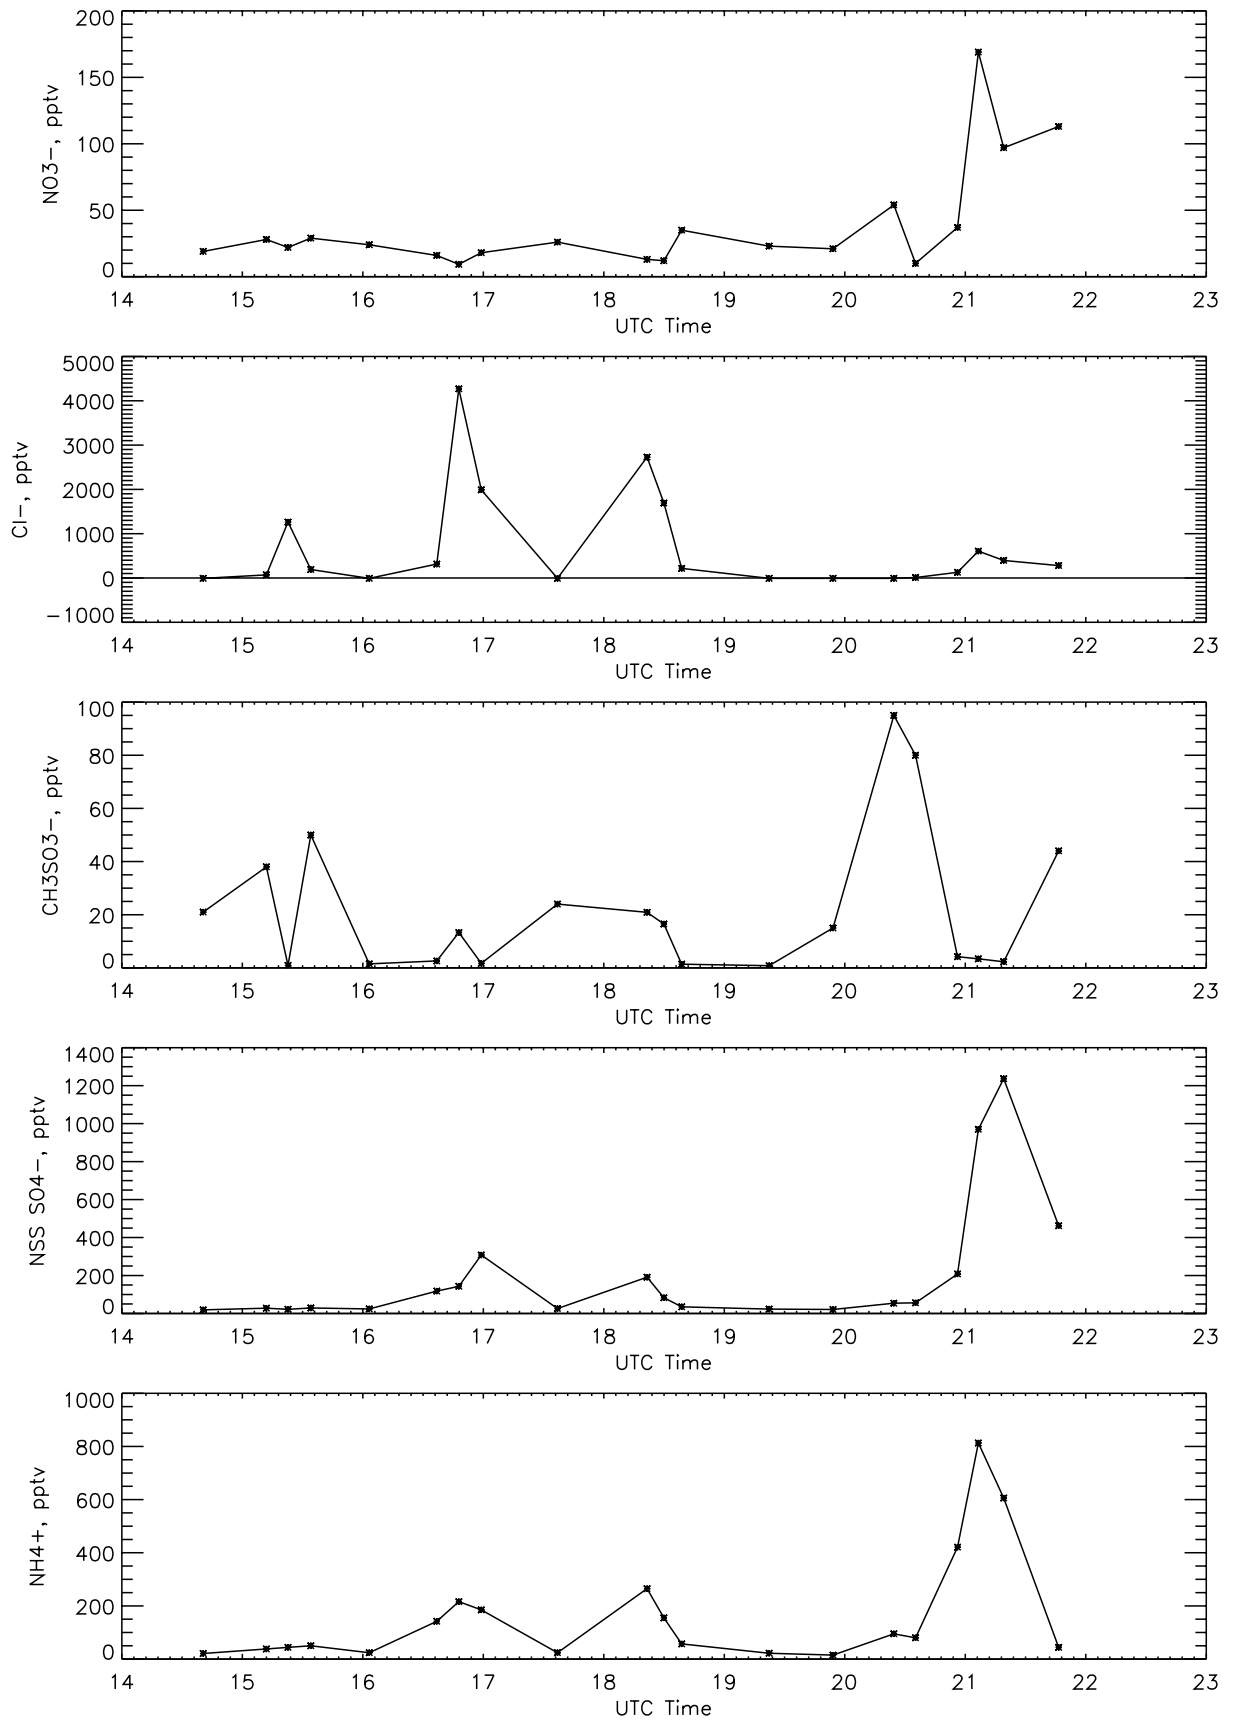 200
150
100
50
0
NO3-, pptv
14 15 16 17 18 19 20 21 22 23
UTC Time
5000
4000
3000
2000
1000
0
-1000
Cl-, pptv
14 15 16 17 18 19 20 21 22 23
UTC Time
100
80
60
40
20
0
CH3SO3-, pptv
14 15 16 17 18 19 20 21 22 23
UTC Time
1400
1200
1000
800
600
400
200
0
NSS SO4-, pptv
14 15 16 17 18 19 20 21 22 23
UTC Time
1000
800
600
400
200
0
NH4+, pptv
14 15 16 17 18 19 20 21 22 23
UTC Time